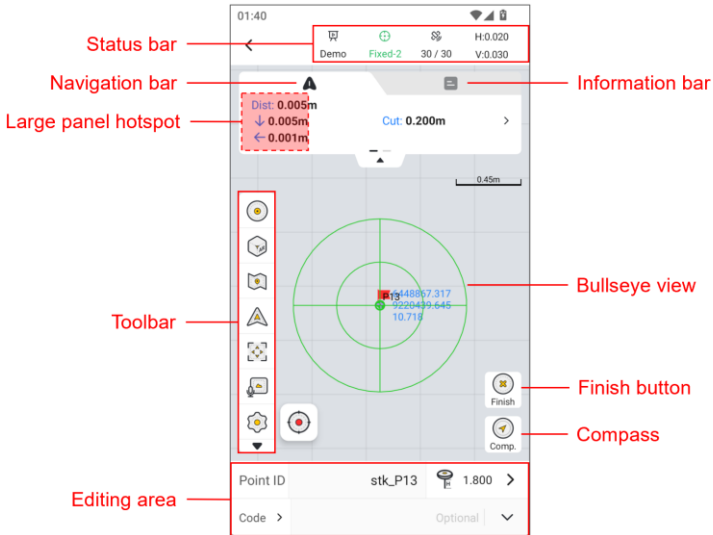 01:40
Status bar
Demo
Fixed-2
30 / 30
H:0.020
V:0.030
Navigation bar
Information bar
Large panel hotspot
Dist: 0.005m
0.005m
0.001m
Cut: 0.200m
0.45m
P13
6448867.317
9220439.645
10.718
Bullseye view
Toolbar
Finish
Finish button
Comp.
Compass
Editing area
Point ID
stk_P13
1.800
Code
Optional